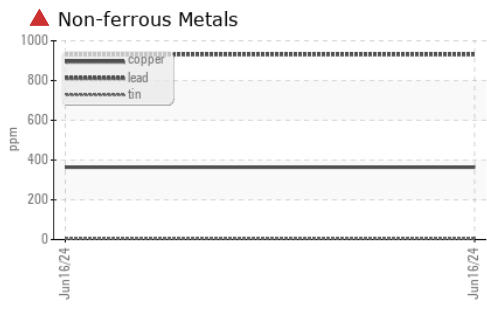 Non-ferrous Metals
1000
800
600
400
200
0
ppm
copper
lead
tin
Jun16/24
Jun16/24